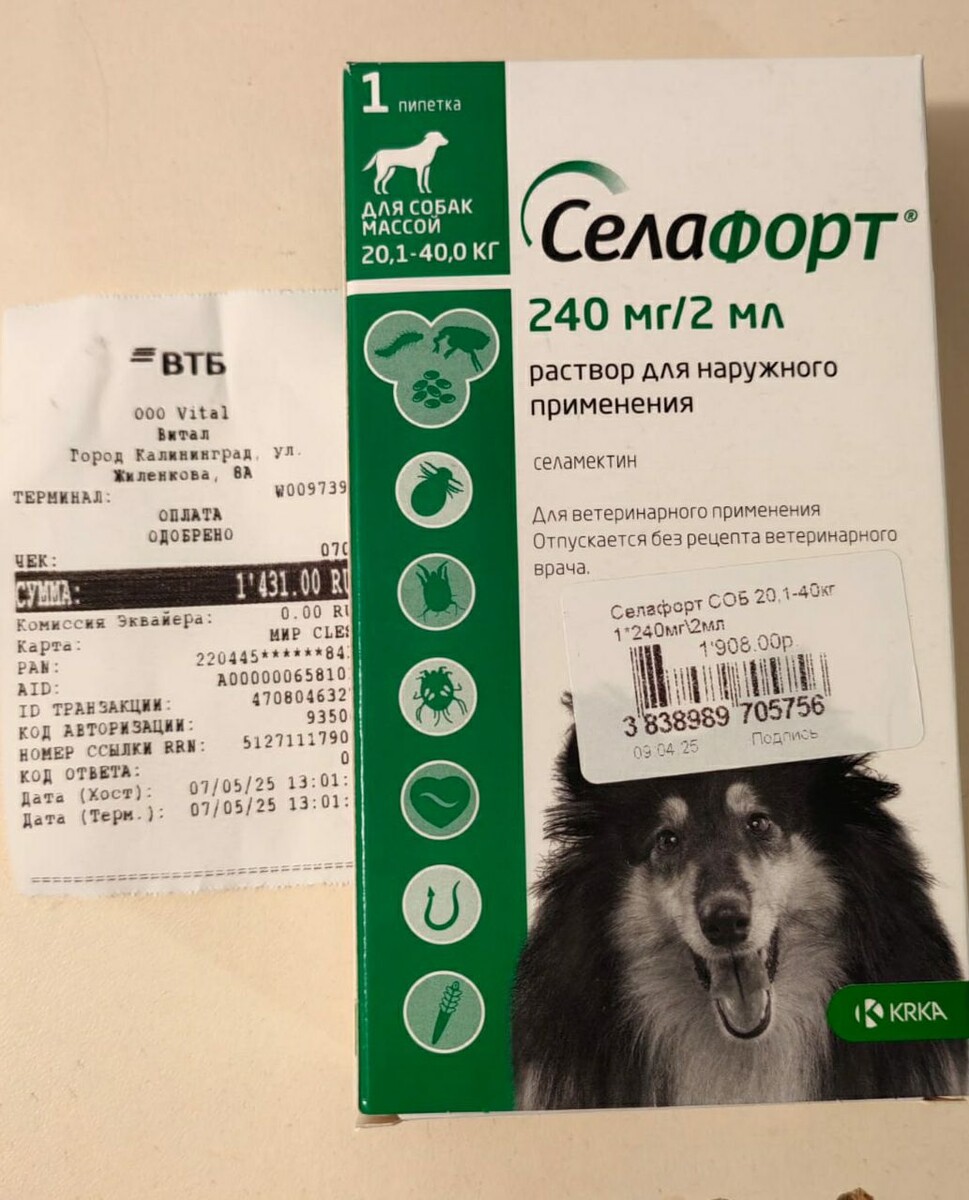 ВТБ
ООО Vital
Витал
Город Калининград, ул.
Жиленкова, 8А
ТЕРМИНАЛ: W009739
ОПЛАТА
ОДОБРЕНО
ЧЕК: 070
СУММА: 1'431.00 RU
Комиссия Эквайера: 0.00 RU
Карта: МИР CLES
PAN: 220445******84
AID: A00000065810
ID ТРАНЗАКЦИИ: 470804632
КОД АВТОРИЗАЦИИ: 9350
НОМЕР ССЫЛКИ RRN: 5127111790
КОД ОТВЕТА: 0
Дата (Хост): 07/05/25 13:01:
Дата (Терм.): 07/05/25 13:01:
1 пипетка
ДЛЯ СОБАК
МАССОЙ
20,1-40,0 КГ
Селафорт®
240 мг/2 мл
раствор для наружного
применения
селамектин
Для ветеринарного применения
Отпускается без рецепта ветеринарного
врача.
Селафорт СОБ 20,1-40кг
1*240мг\2мл
1'908.00р.
3 838989 705756
09.04.25 Подпись
KRKA